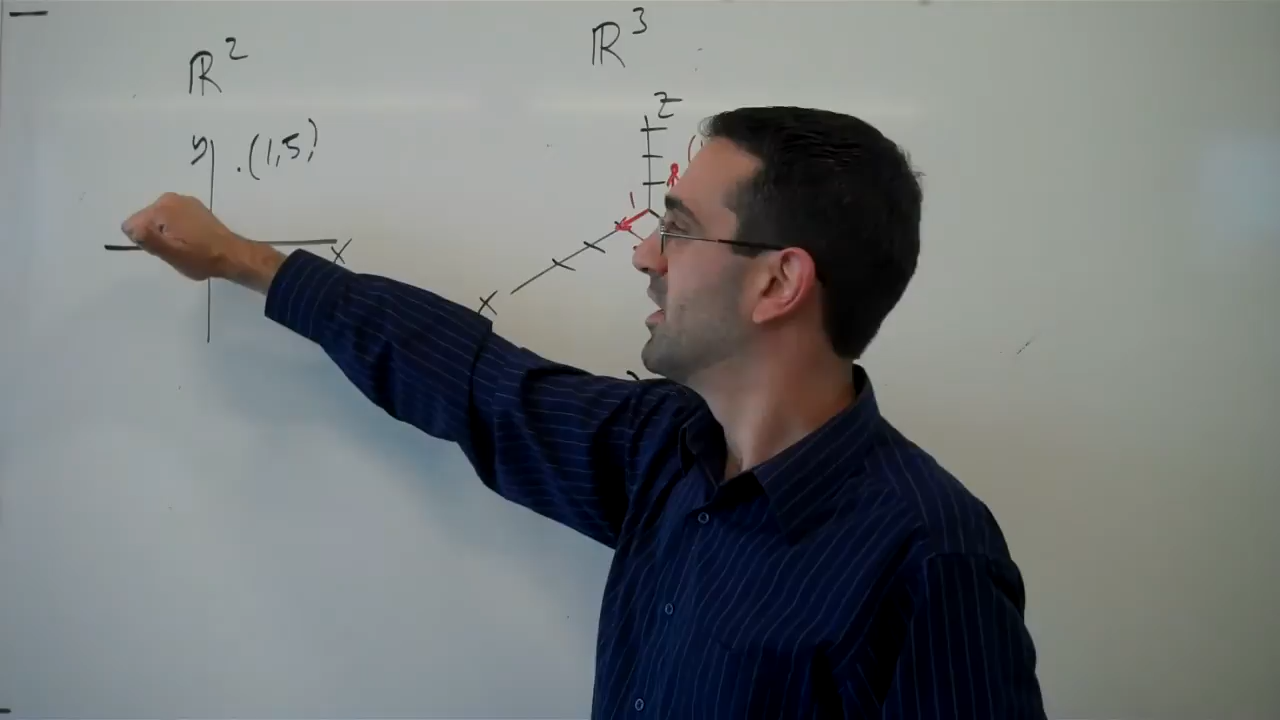 ℝ²
y
.(1,5)
x
ℝ³
z
1
x